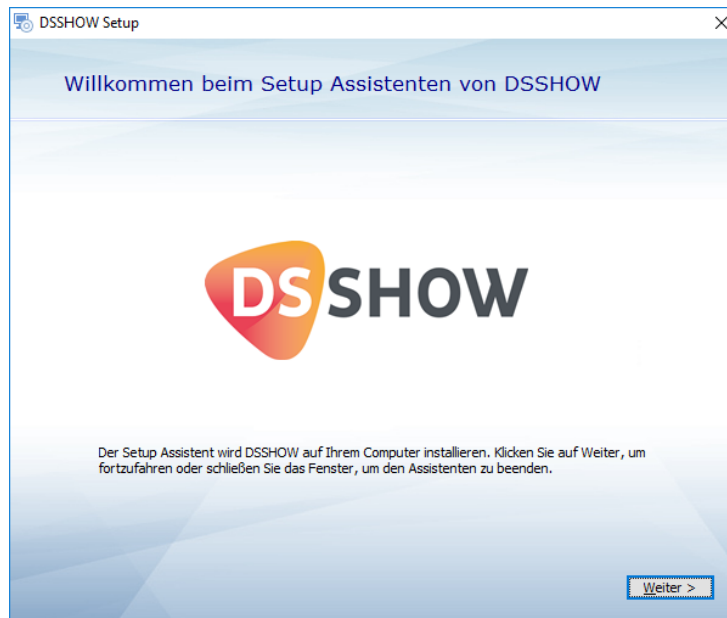 DSSHOW Setup
Willkommen beim Setup Assistenten von DSSHOW
DSSHOW
Der Setup Assistent wird DSSHOW auf Ihrem Computer installieren. Klicken Sie auf Weiter, um
fortzufahren oder schließen Sie das Fenster, um den Assistenten zu beenden.
Weiter >